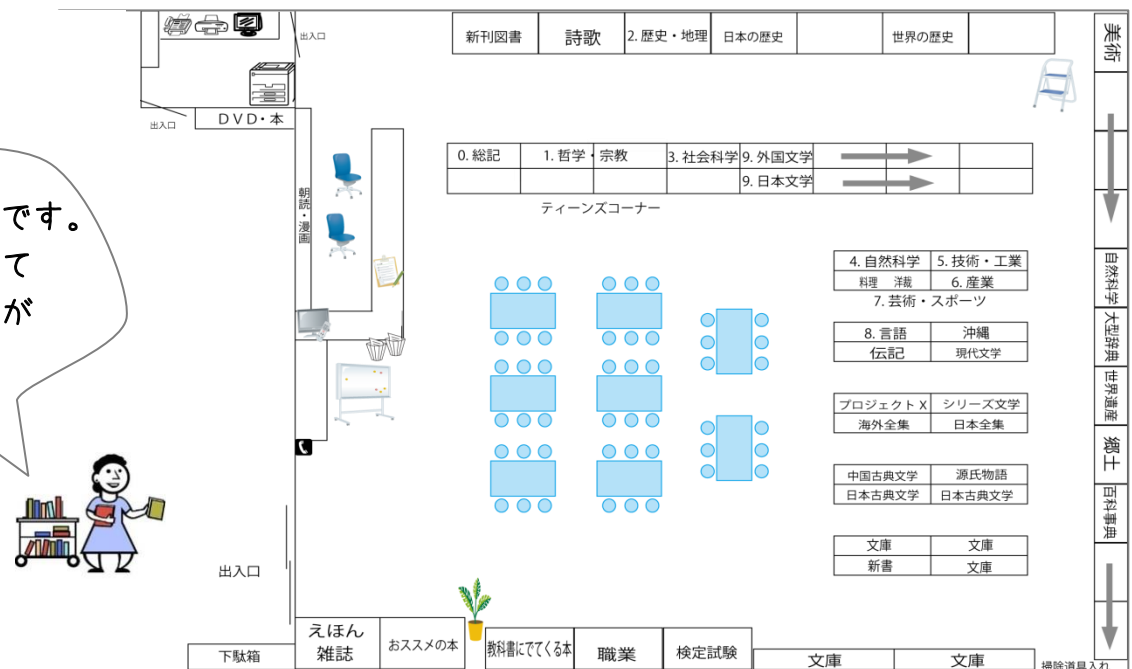 出入口
新刊図書
詩歌
2. 歴史・地理
日本の歴史
世界の歴史
美術
出入口
DVD・本
0. 総記
1. 哲学・宗教
3. 社会科学
9. 外国文学
9. 日本文学
ティーンズコーナー
朝読・漫画
です。
て
が
4. 自然科学
5. 技術・工業
料理 洋裁
6. 産業
7. 芸術・スポーツ
8. 言語
沖縄
伝記
現代文学
プロジェクトX
シリーズ文学
海外全集
日本全集
中国古典文学
源氏物語
日本古典文学
日本古典文学
文庫
文庫
新書
文庫
自然科学
大型辞典
世界遺産
郷土
百科事典
出入口
下駄箱
えほん
雑誌
おススメの本
教科書にでてくる本
職業
検定試験
文庫
文庫
掃除道具入れ